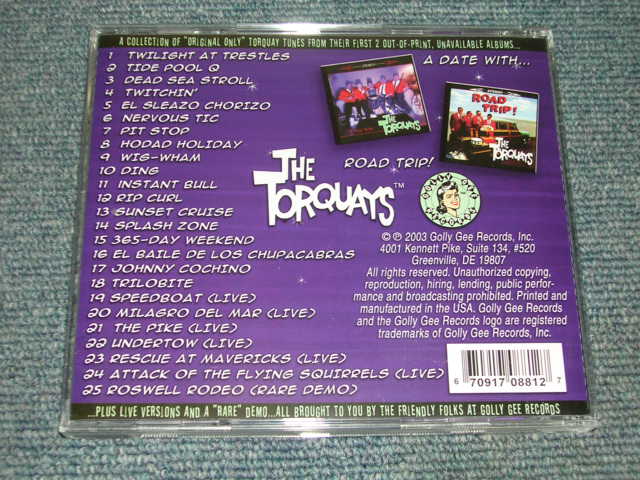 A COLLECTION OF "ORIGINAL ONLY" TORQUAY TUNES FROM THEIR FIRST 2 OUT-OF-PRINT, UNAVAILABLE ALBUMS...
1 TWILIGHT AT TRESTLES
2 TIDE POOL Q
3 DEAD SEA STROLL
4 TWITCHIN'
5 EL SLEAZO CHORIZO
6 NERVOUS TIC
7 PIT STOP
8 HODAD HOLIDAY
9 WIG-WHAM
10 DING
11 INSTANT BULL
12 RIP CURL
13 SUNSET CRUISE
14 SPLASH ZONE
15 365-DAY WEEKEND
16 EL BAILE DE LOS CHUPACABRAS
17 JOHNNY COCHINO
18 TRILOBITE
19 SPEEDBOAT (LIVE)
20 MILAGRO DEL MAR (LIVE)
21 THE PIKE (LIVE)
22 UNDERTOW (LIVE)
23 RESCUE AT MAVERICKS (LIVE)
24 ATTACK OF THE FLYING SQUIRRELS (LIVE)
25 ROSWELL RODEO (RARE DEMO)
A DATE WITH...
THE
TORQUAYS
ROAD TRIP!
THE
TORQUAYS
ROAD TRIP!
THE
TORQUAYS™
© ℗ 2003 Golly Gee Records, Inc.
4001 Kennett Pike, Suite 134, #520
Greenville, DE 19807
All rights reserved. Unauthorized copying,
reproduction, hiring, lending, public perfor-
mance and broadcasting prohibited. Printed and
manufactured in the USA. Golly Gee Records
and the Golly Gee Records logo are registered
trademarks of Golly Gee Records, Inc.
6 70917 08812 7
...PLUS LIVE VERSIONS AND A "RARE" DEMO...ALL BROUGHT TO YOU BY THE FRIENDLY FOLKS AT GOLLY GEE RECORDS